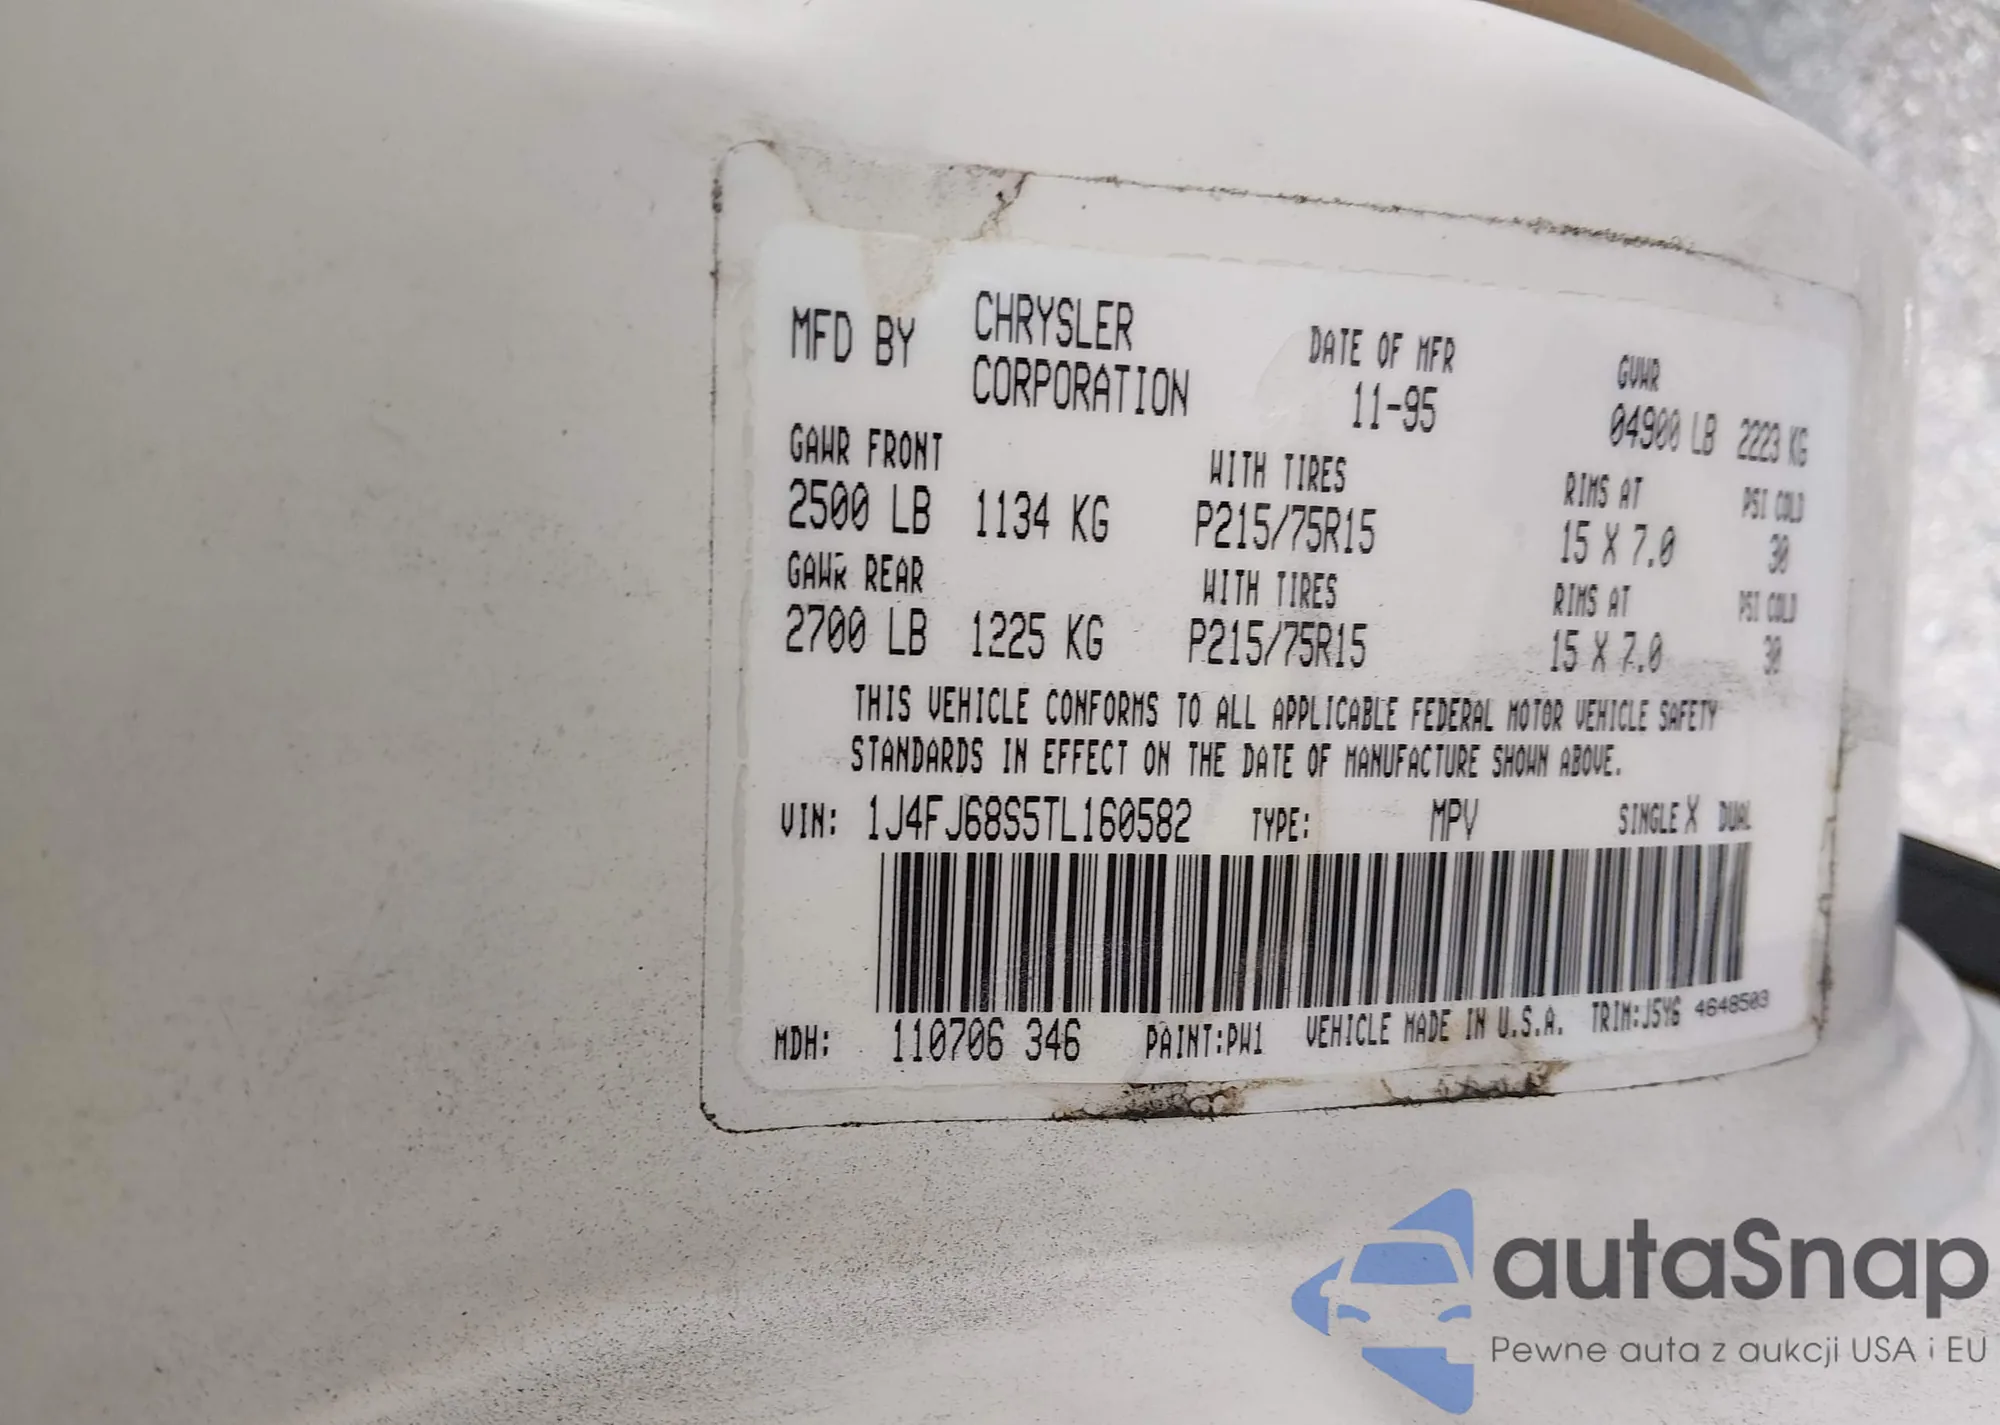 MFD BY CHRYSLER CORPORATION DATE OF MFR 11-95 GVWR 04900 LB 2223 KG
GAWR FRONT WITH TIRES RIMS AT PSI COLD
2500 LB 1134 KG P215/75R15 15 X 7.0 30
GAWR REAR WITH TIRES RIMS AT PSI COLD
2700 LB 1225 KG P215/75R15 15 X 7.0 30
THIS VEHICLE CONFORMS TO ALL APPLICABLE FEDERAL MOTOR VEHICLE SAFETY
STANDARDS IN EFFECT ON THE DATE OF MANUFACTURE SHOWN ABOVE.
VIN: 1J4FJ68S5TL160582 TYPE: MPV SINGLE X DUAL
MDH: 110706 346 PAINT:PW1 VEHICLE MADE IN U.S.A. TRIM:J5Y6 4648503
autaSnap
Pewne auta z aukcji USA i EU